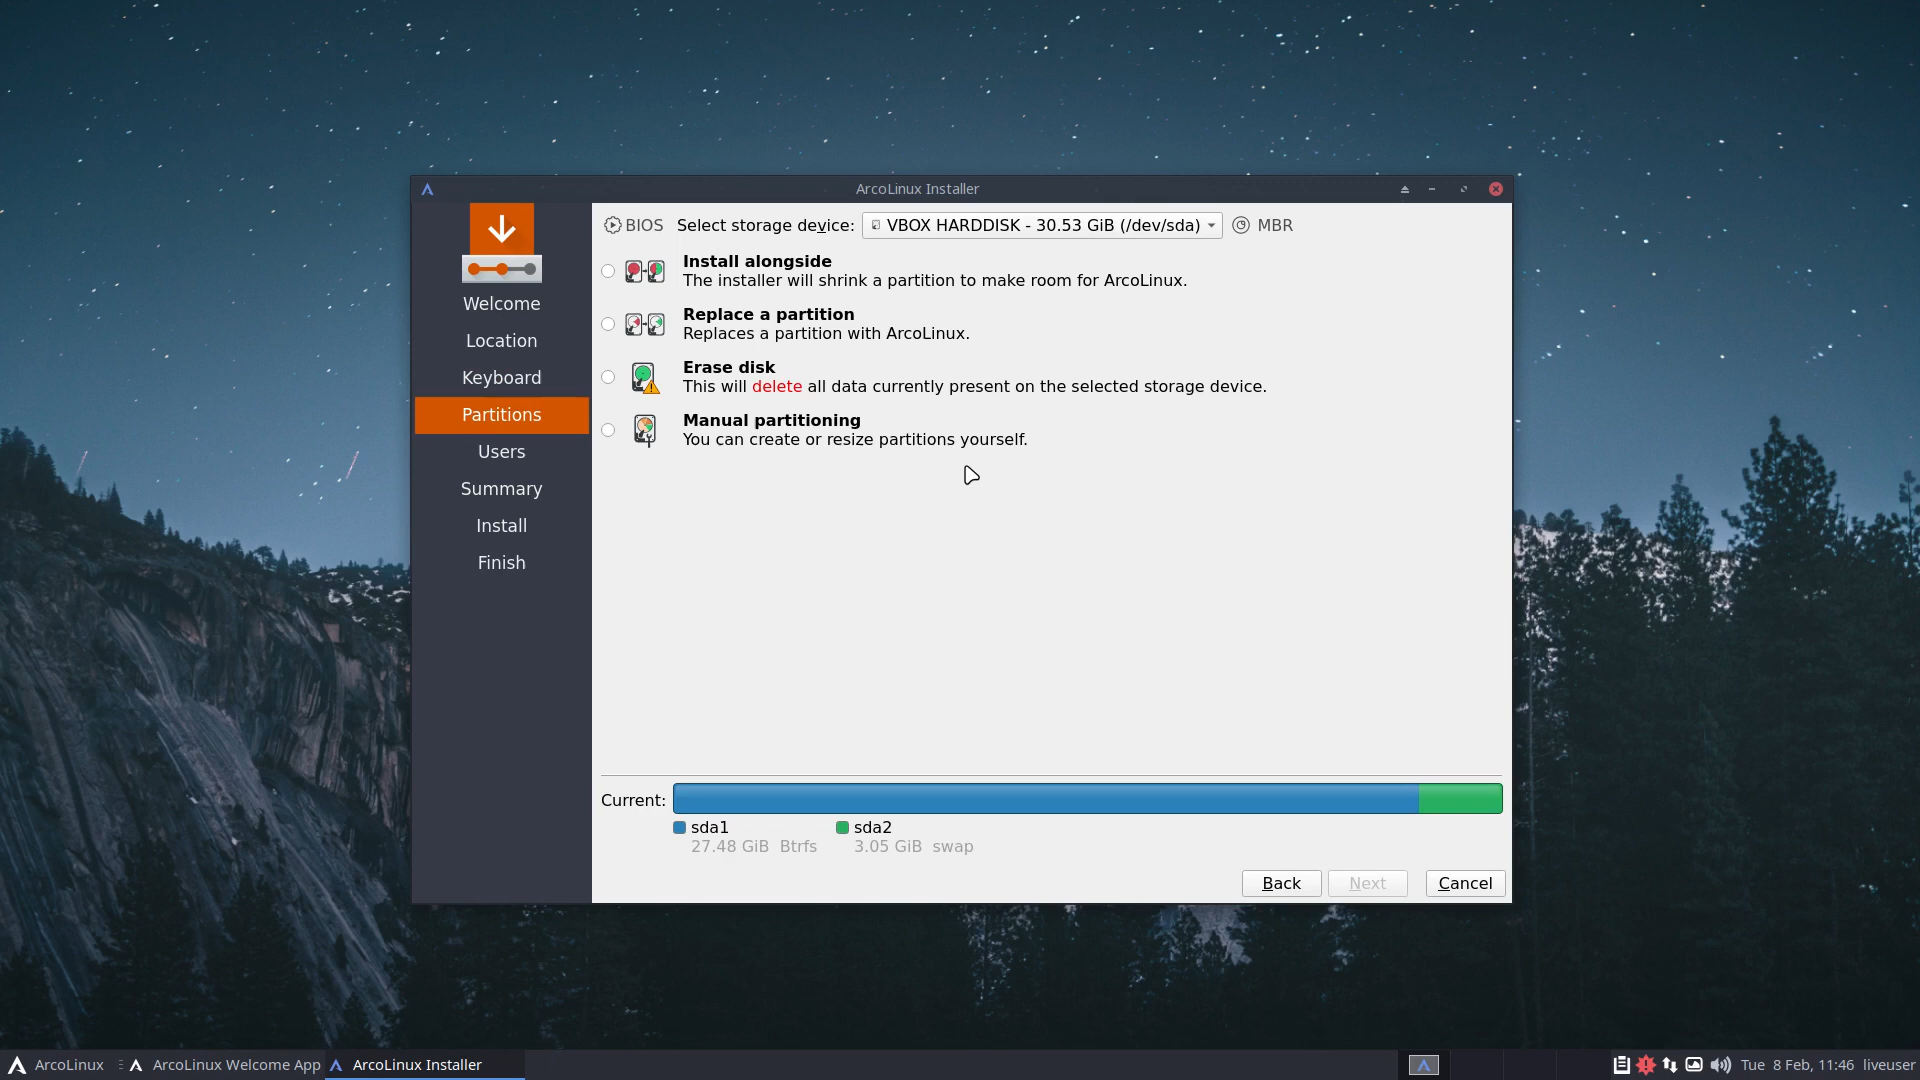 ArcoLinux Installer
BIOS Select storage device: VBOX HARDDISK - 30.53 GiB (/dev/sda) MBR
Welcome
Location
Keyboard
Partitions
Users
Summary
Install
Finish
Install alongside
The installer will shrink a partition to make room for ArcoLinux.
Replace a partition
Replaces a partition with ArcoLinux.
Erase disk
This will delete all data currently present on the selected storage device.
Manual partitioning
You can create or resize partitions yourself.
Current:
sda1 sda2
27.48 GiB Btrfs 3.05 GiB swap
Back Next Cancel
ArcoLinux ArcoLinux Welcome App ArcoLinux Installer Tue 8 Feb, 11:46 liveuser